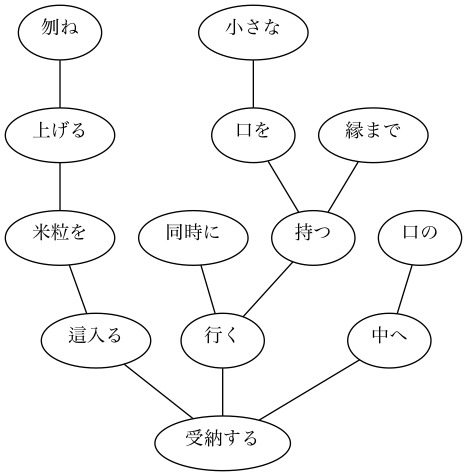 刎ね
小さな
上げる
口を
縁まで
米粒を
同時に
持つ
口の
這入る
行く
中へ
受納する